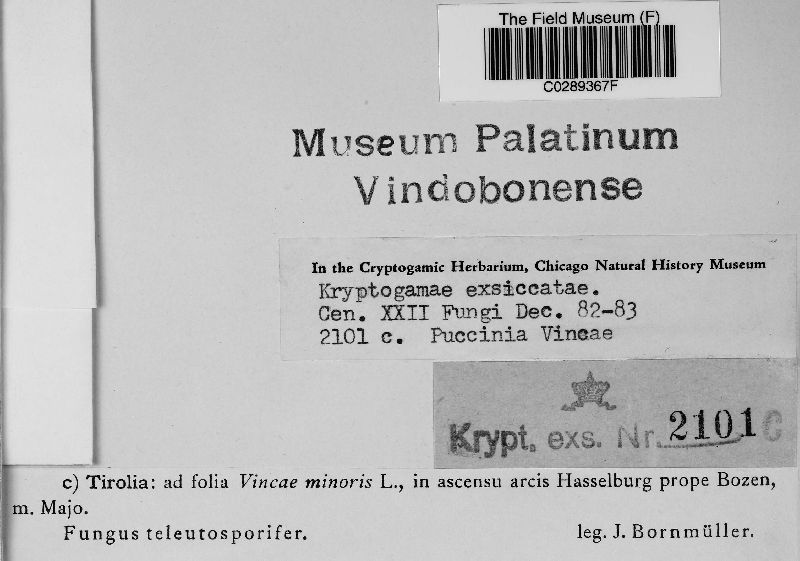 The Field Museum (F)
C0289367F
Museum Palatinum
Vindobonense
In the Cryptogamic Herbarium, Chicago Natural History Museum
Kryptogamae exsiccatae.
Cen. XXII Fungi Dec. 82-83
2101 c. Puccinia Vincae
Krypt. exs. Nr. 2101 C
c) Tirolia: ad folia Vincae minoris L., in ascensu arcis Hasselburg prope Bozen,
m. Majo.
Fungus teleutosporifer. leg. J. Bornmüller.